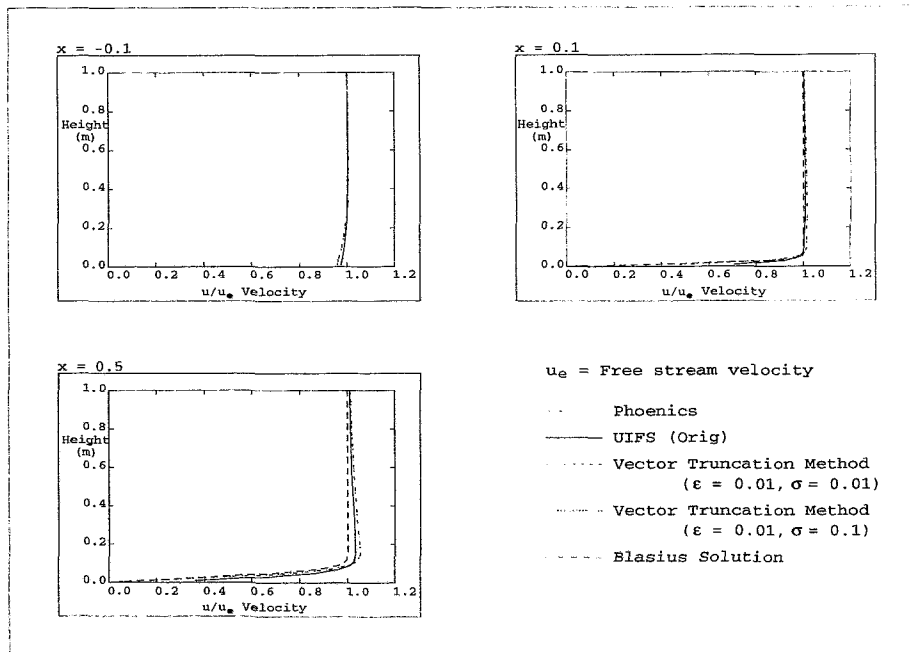 x = -0.1
1.0
0.8
Height
(m)
0.6
0.4
0.2
0.0
0.0 0.2 0.4 0.6 0.8 1.0 1.2
u/uₑ Velocity
x = 0.1
1.0
0.8
Height
(m)
0.6
0.4
0.2
0.0
0.0 0.2 0.4 0.6 0.8 1.0 1.2
u/uₑ Velocity
x = 0.5
1.0
0.8
Height
(m)
0.6
0.4
0.2
0.0
0.0 0.2 0.4 0.6 0.8 1.0 1.2
u/uₑ Velocity
uₑ = Free stream velocity
Phoenics
UIFS (Orig)
Vector Truncation Method
(ε = 0.01, σ = 0.01)
Vector Truncation Method
(ε = 0.01, σ = 0.1)
Blasius Solution